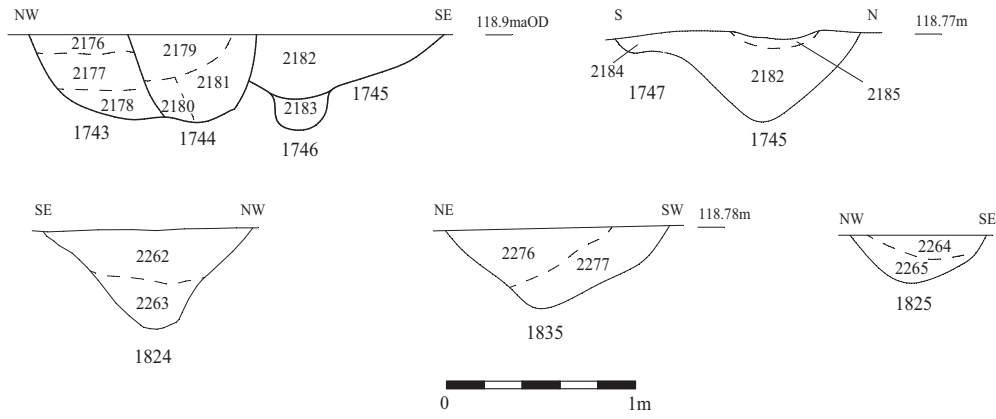 NW SE 118.9maOD
2176 2179 2182
2177 2181
2178 2180 2183 1745
1743 1744 1746
S N 118.77m
2184 2182 2185
1747 1745
SE NW
2262
2263
1824
NE SW 118.78m
2276 2277
1835
NW SE
2264
2265
1825
0 1m